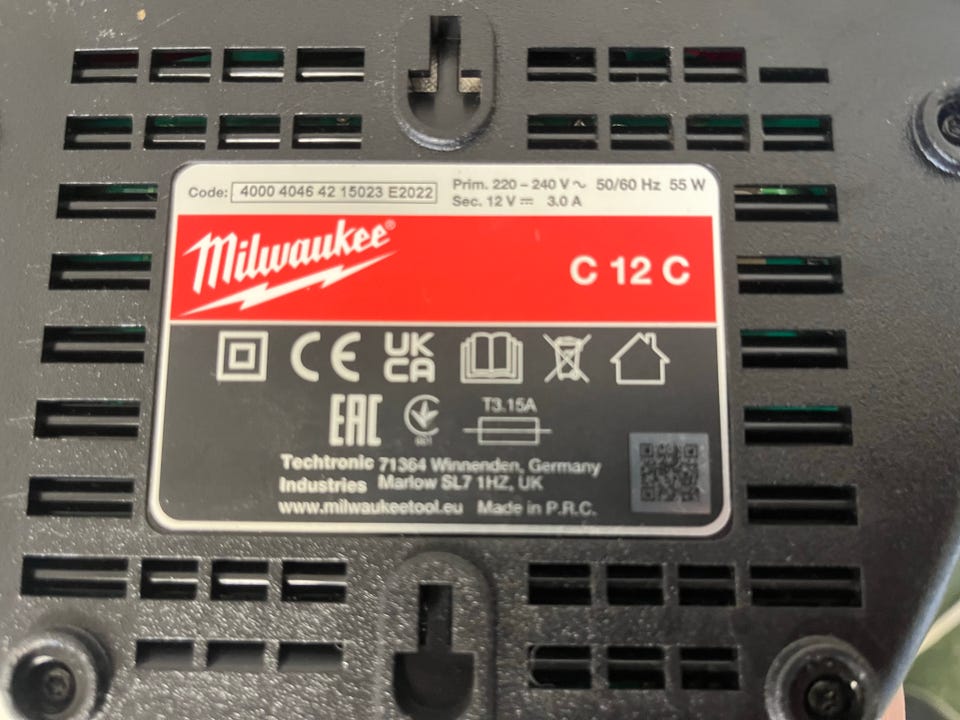 Code: 4000 4046 42 15023 E2022
Prim. 220 – 240 V ~ 50/60 Hz 55 W
Sec. 12 V ⎓ 3.0 A
Milwaukee®
C 12 C
CE
UK
CA
EAC
T3.15A
Techtronic 71364 Winnenden, Germany
Industries Marlow SL7 1HZ, UK
www.milwaukeetool.eu Made in P.R.C.